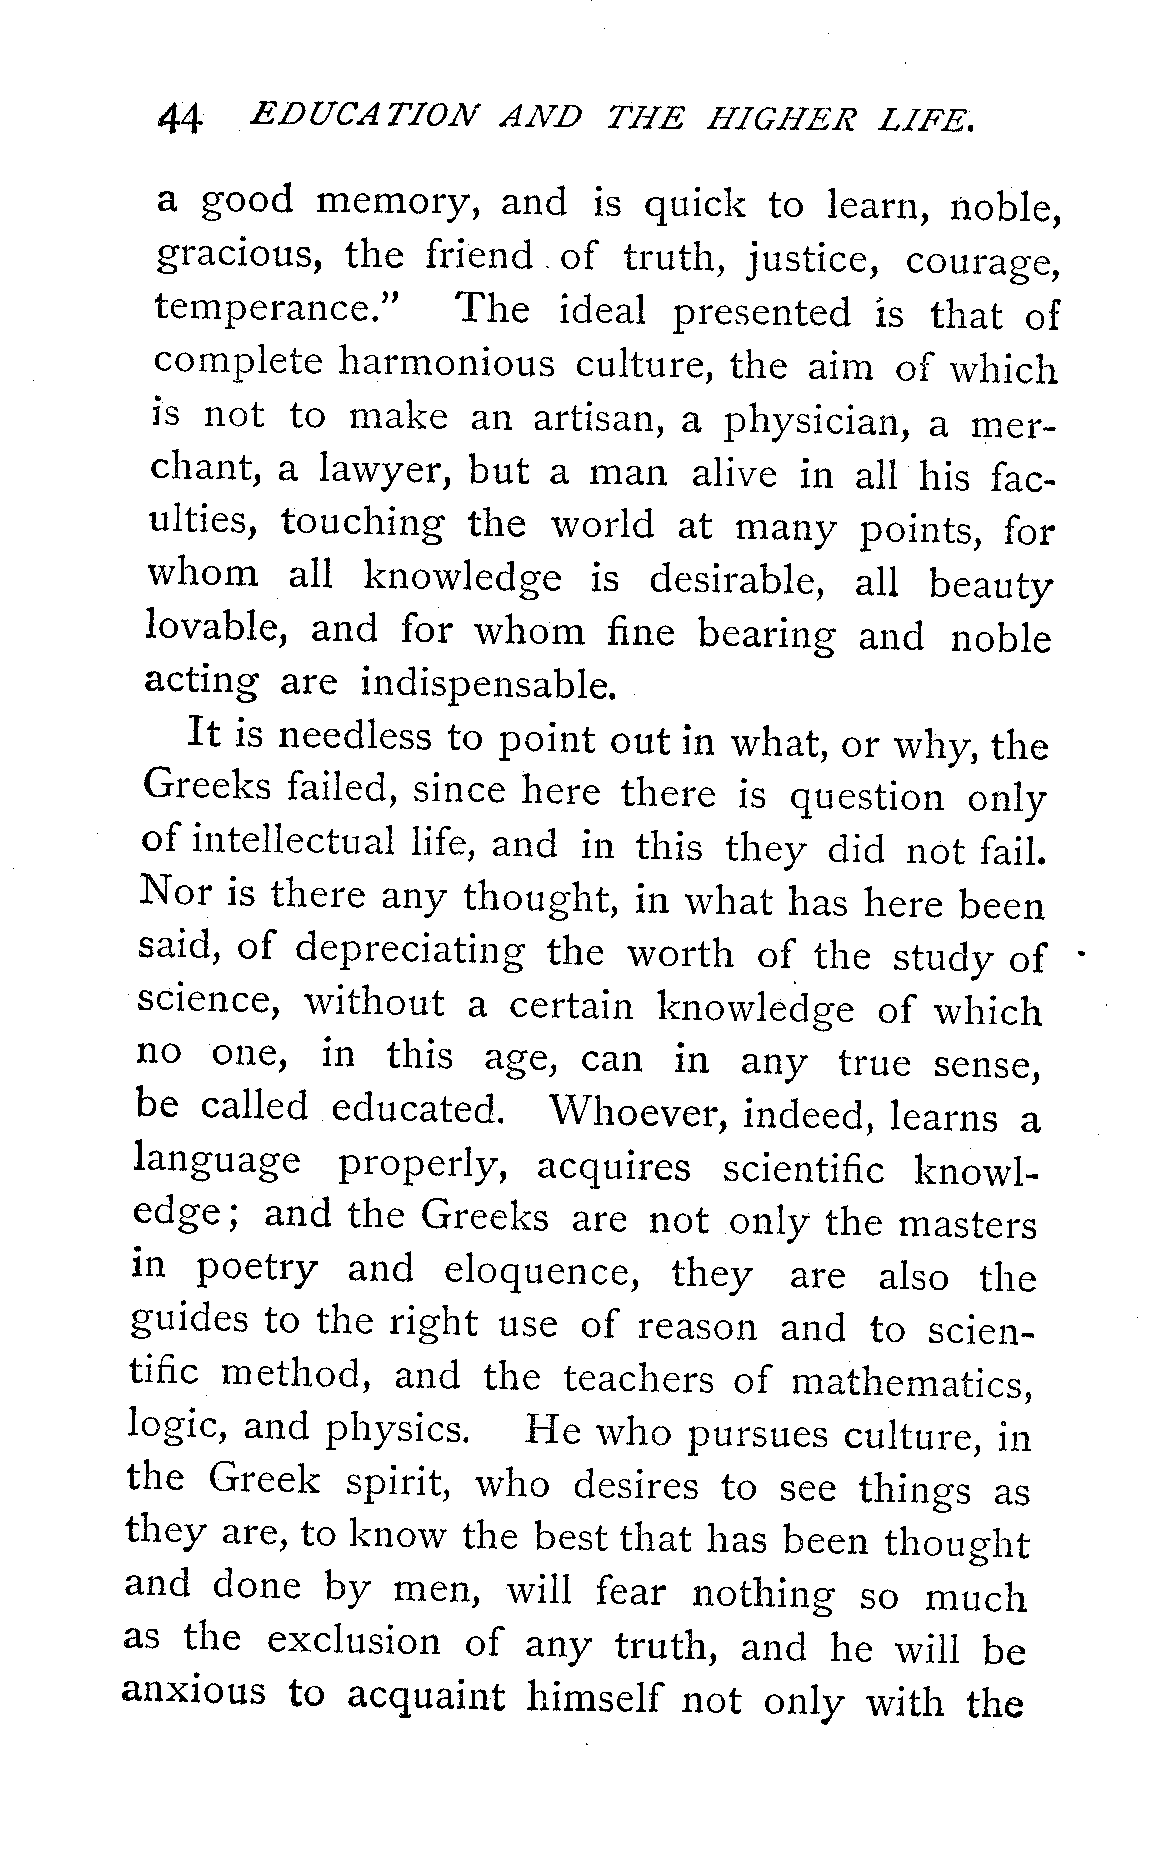 44 EDUCATION AND THE HIGHER LIFE.
a good memory, and is quick to learn, noble,
gracious, the friend of truth, justice, courage,
temperance.” The ideal presented is that of
complete harmonious culture, the aim of which
is not to make an artisan, a physician, a mer-
chant, a lawyer, but a man alive in all his fac-
ulties, touching the world at many points, for
whom all knowledge is desirable, all beauty
lovable, and for whom fine bearing and noble
acting are indispensable.
It is needless to point out in what, or why, the
Greeks failed, since here there is question only
of intellectual life, and in this they did not fail.
Nor is there any thought, in what has here been
said, of depreciating the worth of the study of
science, without a certain knowledge of which
no one, in this age, can in any true sense,
be called educated. Whoever, indeed, learns a
language properly, acquires scientific knowl-
edge; and the Greeks are not only the masters
in poetry and eloquence, they are also the
guides to the right use of reason and to scien-
tific method, and the teachers of mathematics,
logic, and physics. He who pursues culture, in
the Greek spirit, who desires to see things as
they are, to know the best that has been thought
and done by men, will fear nothing so much
as the exclusion of any truth, and he will be
anxious to acquaint himself not only with the